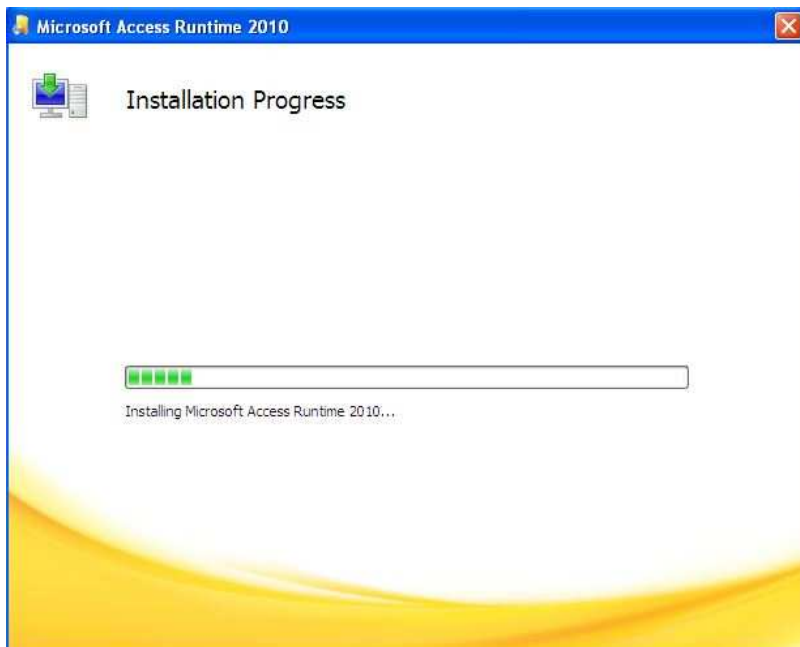 Microsoft Access Runtime 2010
Installation Progress
Installing Microsoft Access Runtime 2010...